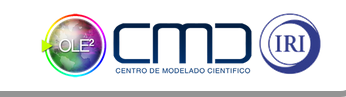 OLE²
CMC
CENTRO DE MODELADO CIENTIFICO
IRI